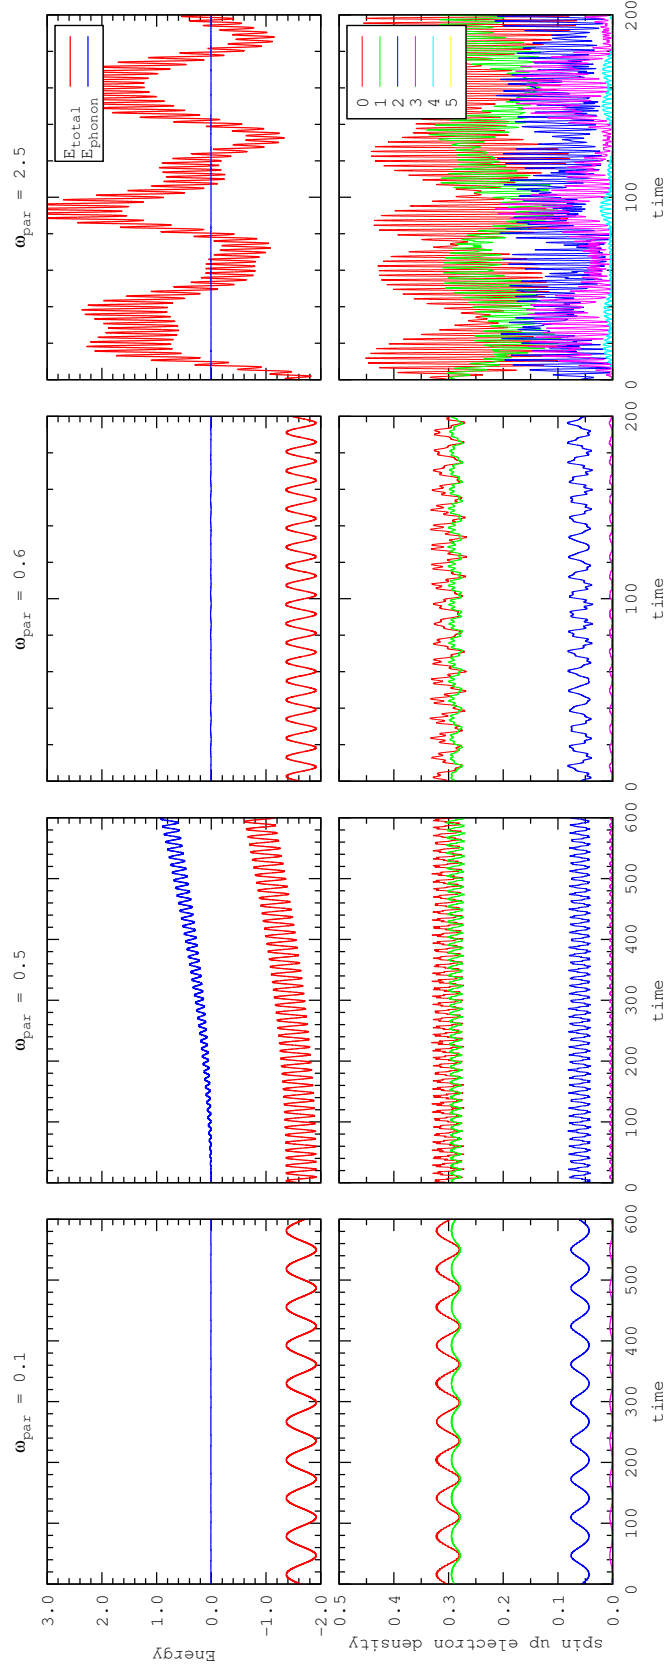 ω_par = 0.1
ω_par = 0.5
ω_par = 0.6
ω_par = 2.5
Energy
3.0
2.0
1.0
0.0
-1.0
-2.0
E_total
E_phonon
spin up electron density
0.5
0.4
0.3
0.2
0.1
0.0
0
1
2
3
4
5
0 100 200 300 400 500 600
time
0 100 200 300 400 500 600
time
0 100 200
time
0 100 200
time